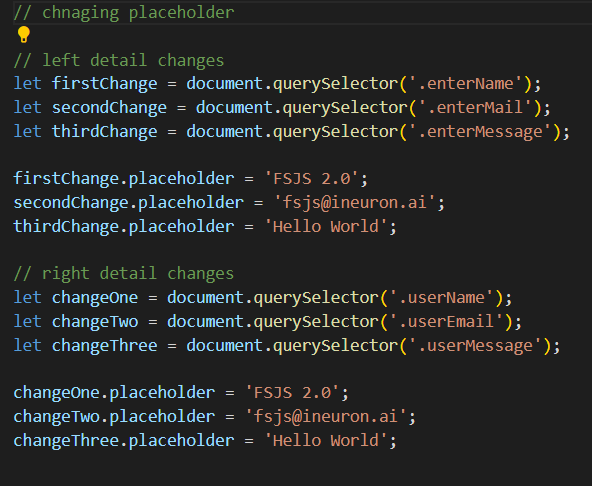 // chnaging placeholder
// left detail changes
let firstChange = document.querySelector('.enterName');
let secondChange = document.querySelector('.enterMail');
let thirdChange = document.querySelector('.enterMessage');
firstChange.placeholder = 'FSJS 2.0';
secondChange.placeholder = 'fsjs@ineuron.ai';
thirdChange.placeholder = 'Hello World';
// right detail changes
let changeOne = document.querySelector('.userName');
let changeTwo = document.querySelector('.userEmail');
let changeThree = document.querySelector('.userMessage');
changeOne.placeholder = 'FSJS 2.0';
changeTwo.placeholder = 'fsjs@ineuron.ai';
changeThree.placeholder = 'Hello World';